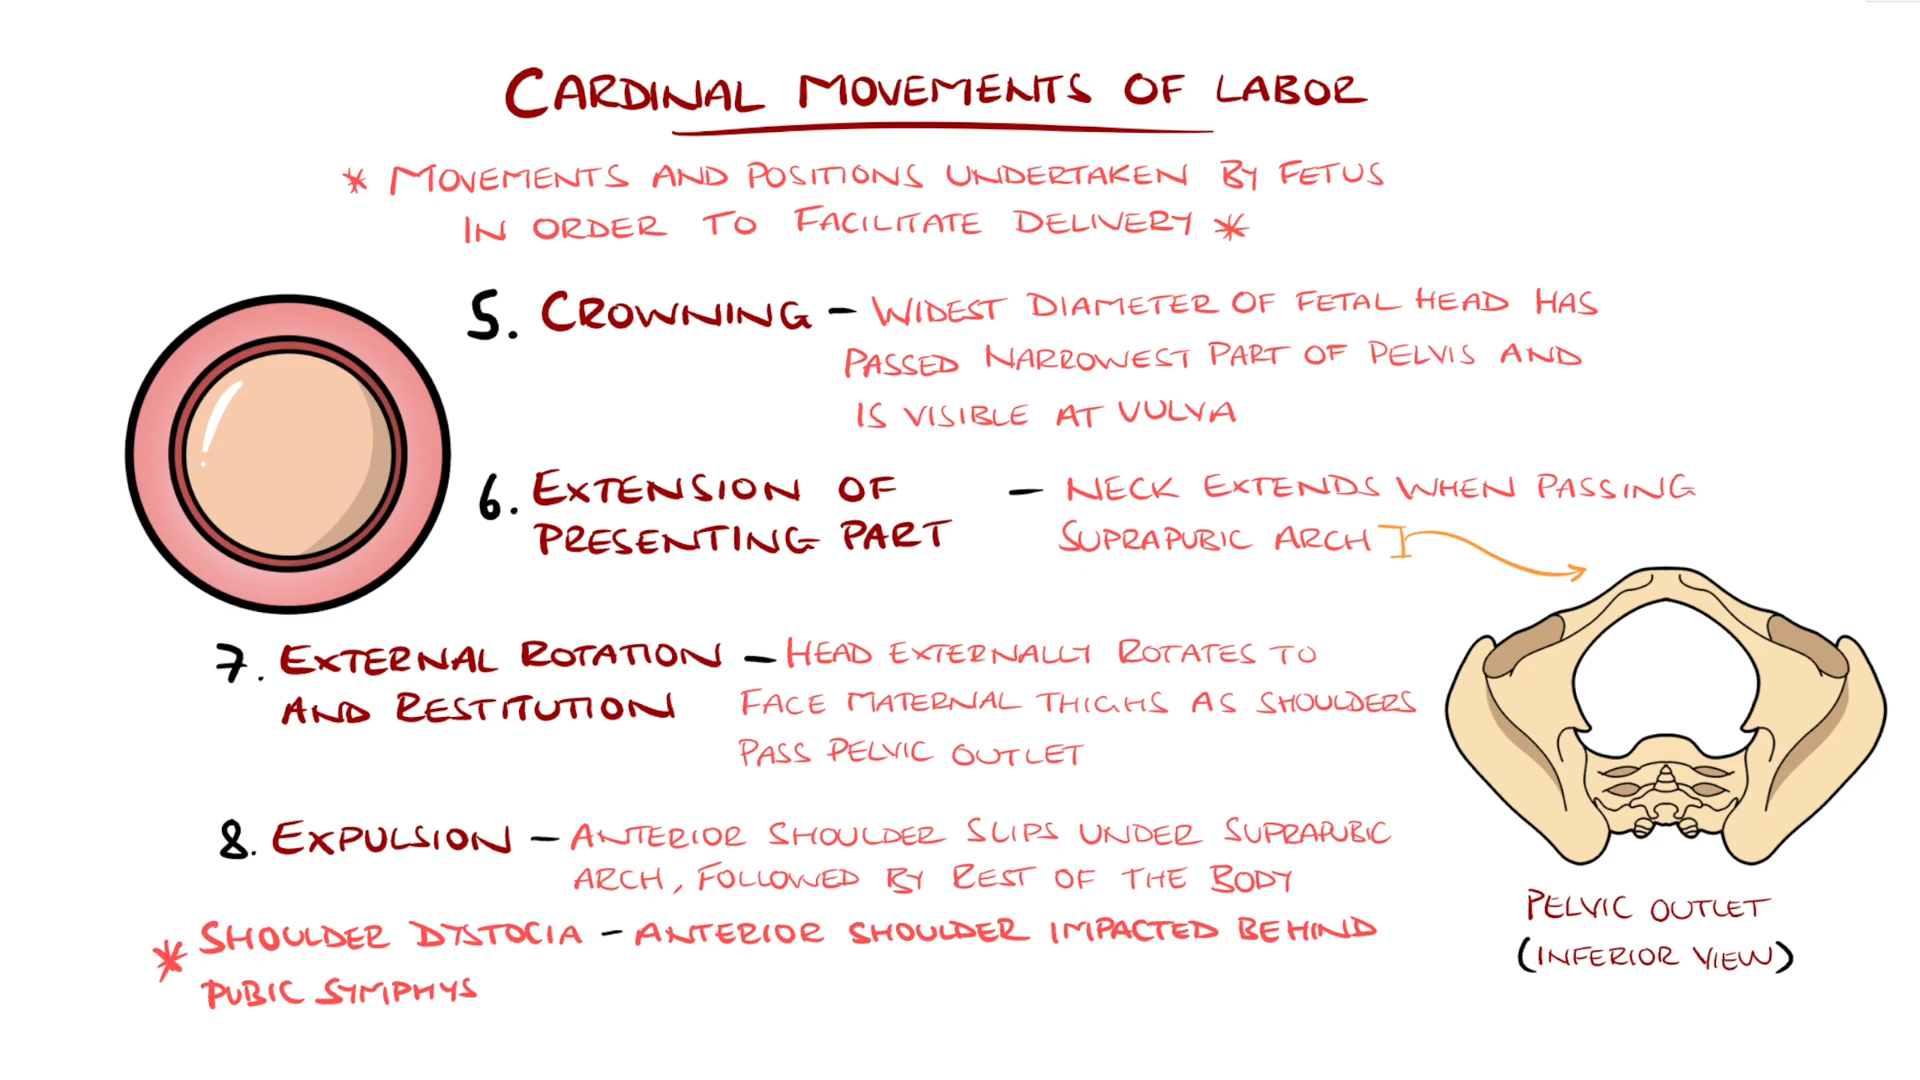 CARDINAL MOVEMENTS OF LABOR
* MOVEMENTS AND POSITIONS UNDERTAKEN BY FETUS
IN ORDER TO FACILITATE DELIVERY *
5. CROWNING – WIDEST DIAMETER OF FETAL HEAD HAS
PASSED NARROWEST PART OF PELVIS AND
IS VISIBLE AT VULVA
6. EXTENSION OF – NECK EXTENDS WHEN PASSING
PRESENTING PART SUPRAPUBIC ARCH
7. EXTERNAL ROTATION – HEAD EXTERNALLY ROTATES TO
AND RESTITUTION FACE MATERNAL THIGHS AS SHOULDERS
PASS PELVIC OUTLET
8. EXPULSION – ANTERIOR SHOULDER SLIPS UNDER SUPRAPUBIC
ARCH, FOLLOWED BY REST OF THE BODY
* SHOULDER DYSTOCIA – ANTERIOR SHOULDER IMPACTED BEHIND
PUBIC SYMPHYS
PELVIC OUTLET
(INFERIOR VIEW)